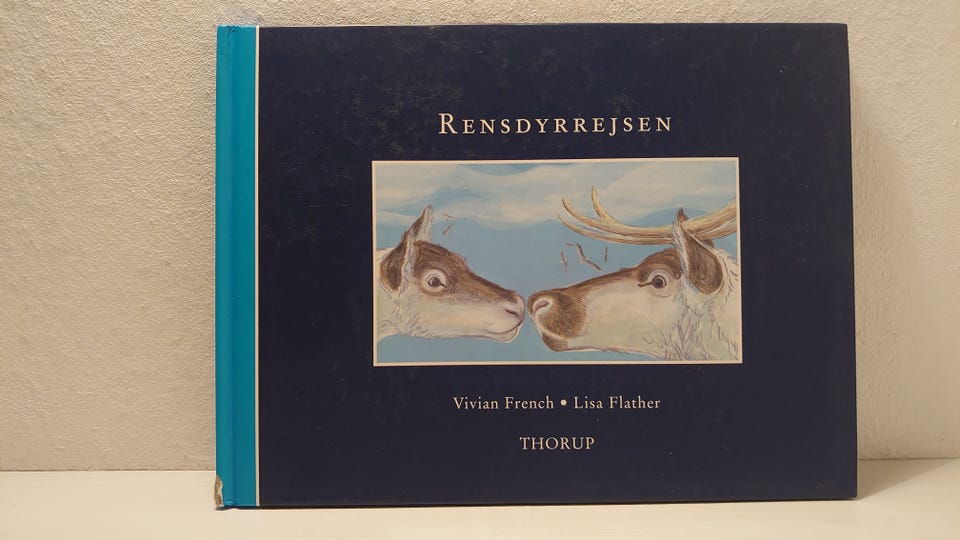 RENSDYRREJSEN
Vivian French • Lisa Flather
THORUP